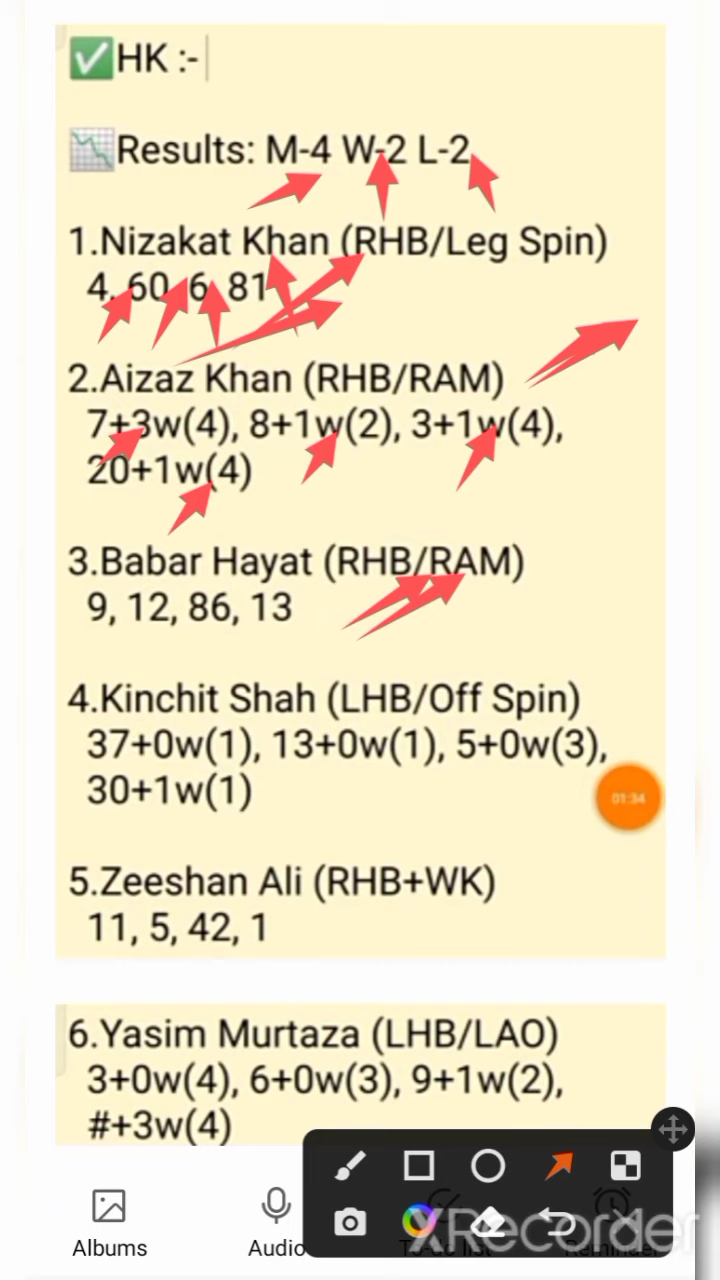 ✅HK :-
📉Results: M-4 W-2 L-2
1.Nizakat Khan (RHB/Leg Spin)
4, 60, 6, 81
2.Aizaz Khan (RHB/RAM)
7+3w(4), 8+1w(2), 3+1w(4),
20+1w(4)
3.Babar Hayat (RHB/RAM)
9, 12, 86, 13
4.Kinchit Shah (LHB/Off Spin)
37+0w(1), 13+0w(1), 5+0w(3),
30+1w(1)
01:34
5.Zeeshan Ali (RHB+WK)
11, 5, 42, 1
6.Yasim Murtaza (LHB/LAO)
3+0w(4), 6+0w(3), 9+1w(2),
#+3w(4)
XRecorder
Albums Audio To-do list Reminder